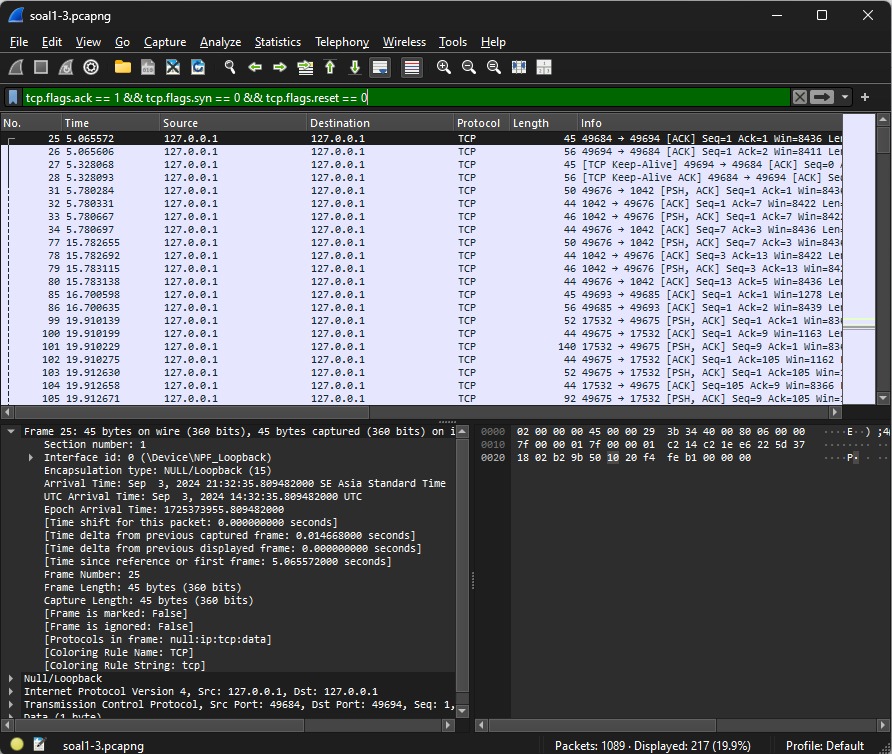 soal1-3.pcapng
File Edit View Go Capture Analyze Statistics Telephony Wireless Tools Help
tcp.flags.ack == 1 && tcp.flags.syn == 0 && tcp.flags.reset == 0
No. Time Source Destination Protocol Length Info
25 5.065572 127.0.0.1 127.0.0.1 TCP 45 49684 → 49694 [ACK] Seq=1 Ack=1 Win=8436 Len
26 5.065606 127.0.0.1 127.0.0.1 TCP 56 49694 → 49684 [ACK] Seq=1 Ack=2 Win=8411 Len
27 5.328068 127.0.0.1 127.0.0.1 TCP 45 [TCP Keep-Alive] 49694 → 49684 [ACK] Seq=0 A
28 5.328093 127.0.0.1 127.0.0.1 TCP 56 [TCP Keep-Alive ACK] 49684 → 49694 [ACK] Seq
31 5.780284 127.0.0.1 127.0.0.1 TCP 50 49676 → 1042 [PSH, ACK] Seq=1 Ack=1 Win=8436
32 5.780331 127.0.0.1 127.0.0.1 TCP 44 1042 → 49676 [ACK] Seq=1 Ack=7 Win=8422 Len=
33 5.780667 127.0.0.1 127.0.0.1 TCP 46 1042 → 49676 [PSH, ACK] Seq=1 Ack=7 Win=8422
34 5.780697 127.0.0.1 127.0.0.1 TCP 44 49676 → 1042 [ACK] Seq=7 Ack=3 Win=8436 Len=
77 15.782655 127.0.0.1 127.0.0.1 TCP 50 49676 → 1042 [PSH, ACK] Seq=7 Ack=3 Win=8436
78 15.782692 127.0.0.1 127.0.0.1 TCP 44 1042 → 49676 [ACK] Seq=3 Ack=13 Win=8422 Len
79 15.783115 127.0.0.1 127.0.0.1 TCP 46 1042 → 49676 [PSH, ACK] Seq=3 Ack=13 Win=842
80 15.783138 127.0.0.1 127.0.0.1 TCP 44 49676 → 1042 [ACK] Seq=13 Ack=5 Win=8436 Len
85 16.700598 127.0.0.1 127.0.0.1 TCP 45 49693 → 49685 [ACK] Seq=1 Ack=1 Win=1278 Len
86 16.700635 127.0.0.1 127.0.0.1 TCP 56 49685 → 49693 [ACK] Seq=1 Ack=2 Win=8439 Len
99 19.910139 127.0.0.1 127.0.0.1 TCP 52 17532 → 49675 [PSH, ACK] Seq=1 Ack=1 Win=836
100 19.910199 127.0.0.1 127.0.0.1 TCP 44 49675 → 17532 [ACK] Seq=1 Ack=9 Win=1163 Len
101 19.910229 127.0.0.1 127.0.0.1 TCP 140 17532 → 49675 [PSH, ACK] Seq=9 Ack=1 Win=836
102 19.910275 127.0.0.1 127.0.0.1 TCP 44 49675 → 17532 [ACK] Seq=1 Ack=105 Win=1162 L
103 19.912630 127.0.0.1 127.0.0.1 TCP 52 49675 → 17532 [PSH, ACK] Seq=1 Ack=105 Win=1
104 19.912658 127.0.0.1 127.0.0.1 TCP 44 17532 → 49675 [ACK] Seq=105 Ack=9 Win=8366 L
105 19.912671 127.0.0.1 127.0.0.1 TCP 92 49675 → 17532 [PSH, ACK] Seq=9 Ack=105 Win=1
Frame 25: 45 bytes on wire (360 bits), 45 bytes captured (360 bits) on i
Section number: 1
Interface id: 0 (\Device\NPF_Loopback)
Encapsulation type: NULL/Loopback (15)
Arrival Time: Sep  3, 2024 21:32:35.809482000 SE Asia Standard Time
UTC Arrival Time: Sep  3, 2024 14:32:35.809482000 UTC
Epoch Arrival Time: 1725373955.809482000
[Time shift for this packet: 0.000000000 seconds]
[Time delta from previous captured frame: 0.014668000 seconds]
[Time delta from previous displayed frame: 0.000000000 seconds]
[Time since reference or first frame: 5.065572000 seconds]
Frame Number: 25
Frame Length: 45 bytes (360 bits)
Capture Length: 45 bytes (360 bits)
[Frame is marked: False]
[Frame is ignored: False]
[Protocols in frame: null:ip:tcp:data]
[Coloring Rule Name: TCP]
[Coloring Rule String: tcp]
Null/Loopback
Internet Protocol Version 4, Src: 127.0.0.1, Dst: 127.0.0.1
Transmission Control Protocol, Src Port: 49684, Dst Port: 49694, Seq: 1,
Data (1 byte)
0000 02 00 00 00 45 00 00 29 3b 34 40 00 80 06 00 00 ····E··) ;4
0010 7f 00 00 01 7f 00 00 01 c2 14 c2 1e e6 22 5d 37 ········
0020 18 02 b2 9b 50 10 20 f4 fe b1 00 00 00 ····P·
soal1-3.pcapng
Packets: 1089 · Displayed: 217 (19.9%)
Profile: Default